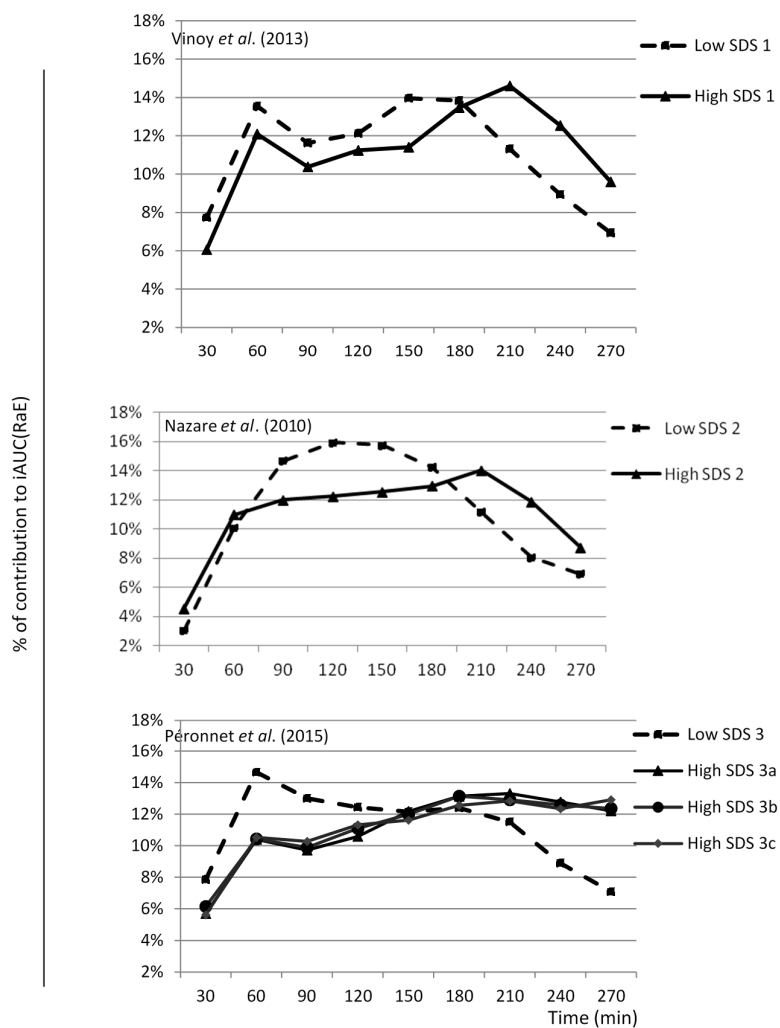 % of contribution to iAUC(RaE)
18%
16%
14%
12%
10%
8%
6%
4%
2%
Vinoy et al. (2013)
30 60 90 120 150 180 210 240 270
Low SDS 1
High SDS 1
18%
16%
14%
12%
10%
8%
6%
4%
2%
Nazare et al. (2010)
30 60 90 120 150 180 210 240 270
Low SDS 2
High SDS 2
18%
16%
14%
12%
10%
8%
6%
4%
2%
Péronnet et al. (2015)
30 60 90 120 150 180 210 240 270
Time (min)
Low SDS 3
High SDS 3a
High SDS 3b
High SDS 3c